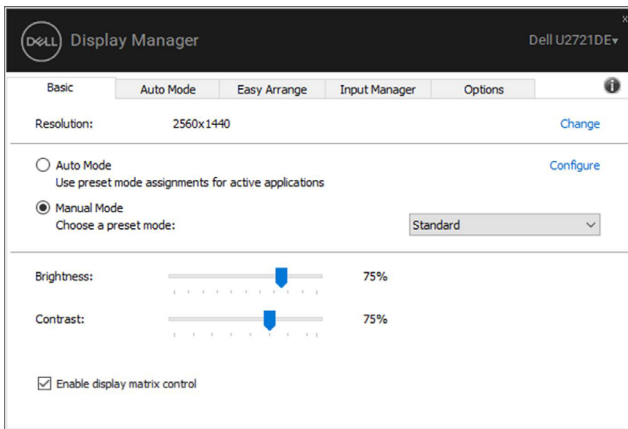 x
DELL Display Manager Dell U2721DE
Basic Auto Mode Easy Arrange Input Manager Options
Resolution: 2560x1440 Change
Auto Mode Configure
Use preset mode assignments for active applications
Manual Mode
Choose a preset mode: Standard
Brightness: 75%
Contrast: 75%
Enable display matrix control